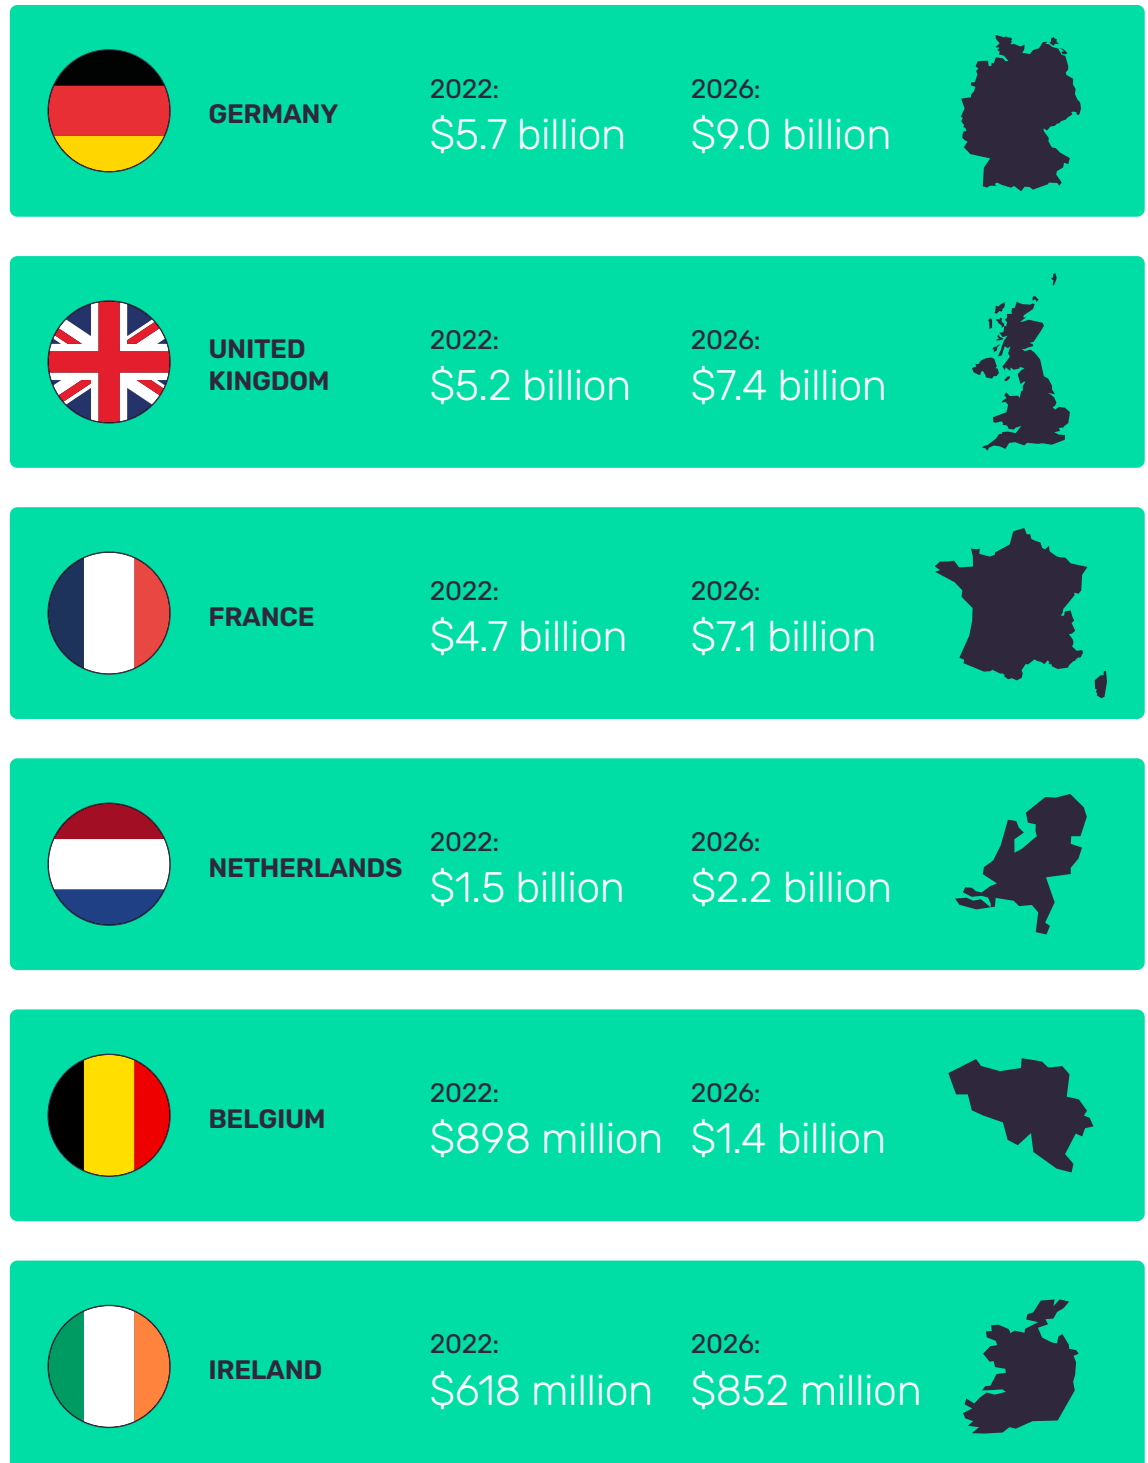 GERMANY
2022:
$5.7 billion
2026:
$9.0 billion
UNITED
KINGDOM
2022:
$5.2 billion
2026:
$7.4 billion
FRANCE
2022:
$4.7 billion
2026:
$7.1 billion
NETHERLANDS
2022:
$1.5 billion
2026:
$2.2 billion
BELGIUM
2022:
$898 million
2026:
$1.4 billion
IRELAND
2022:
$618 million
2026:
$852 million